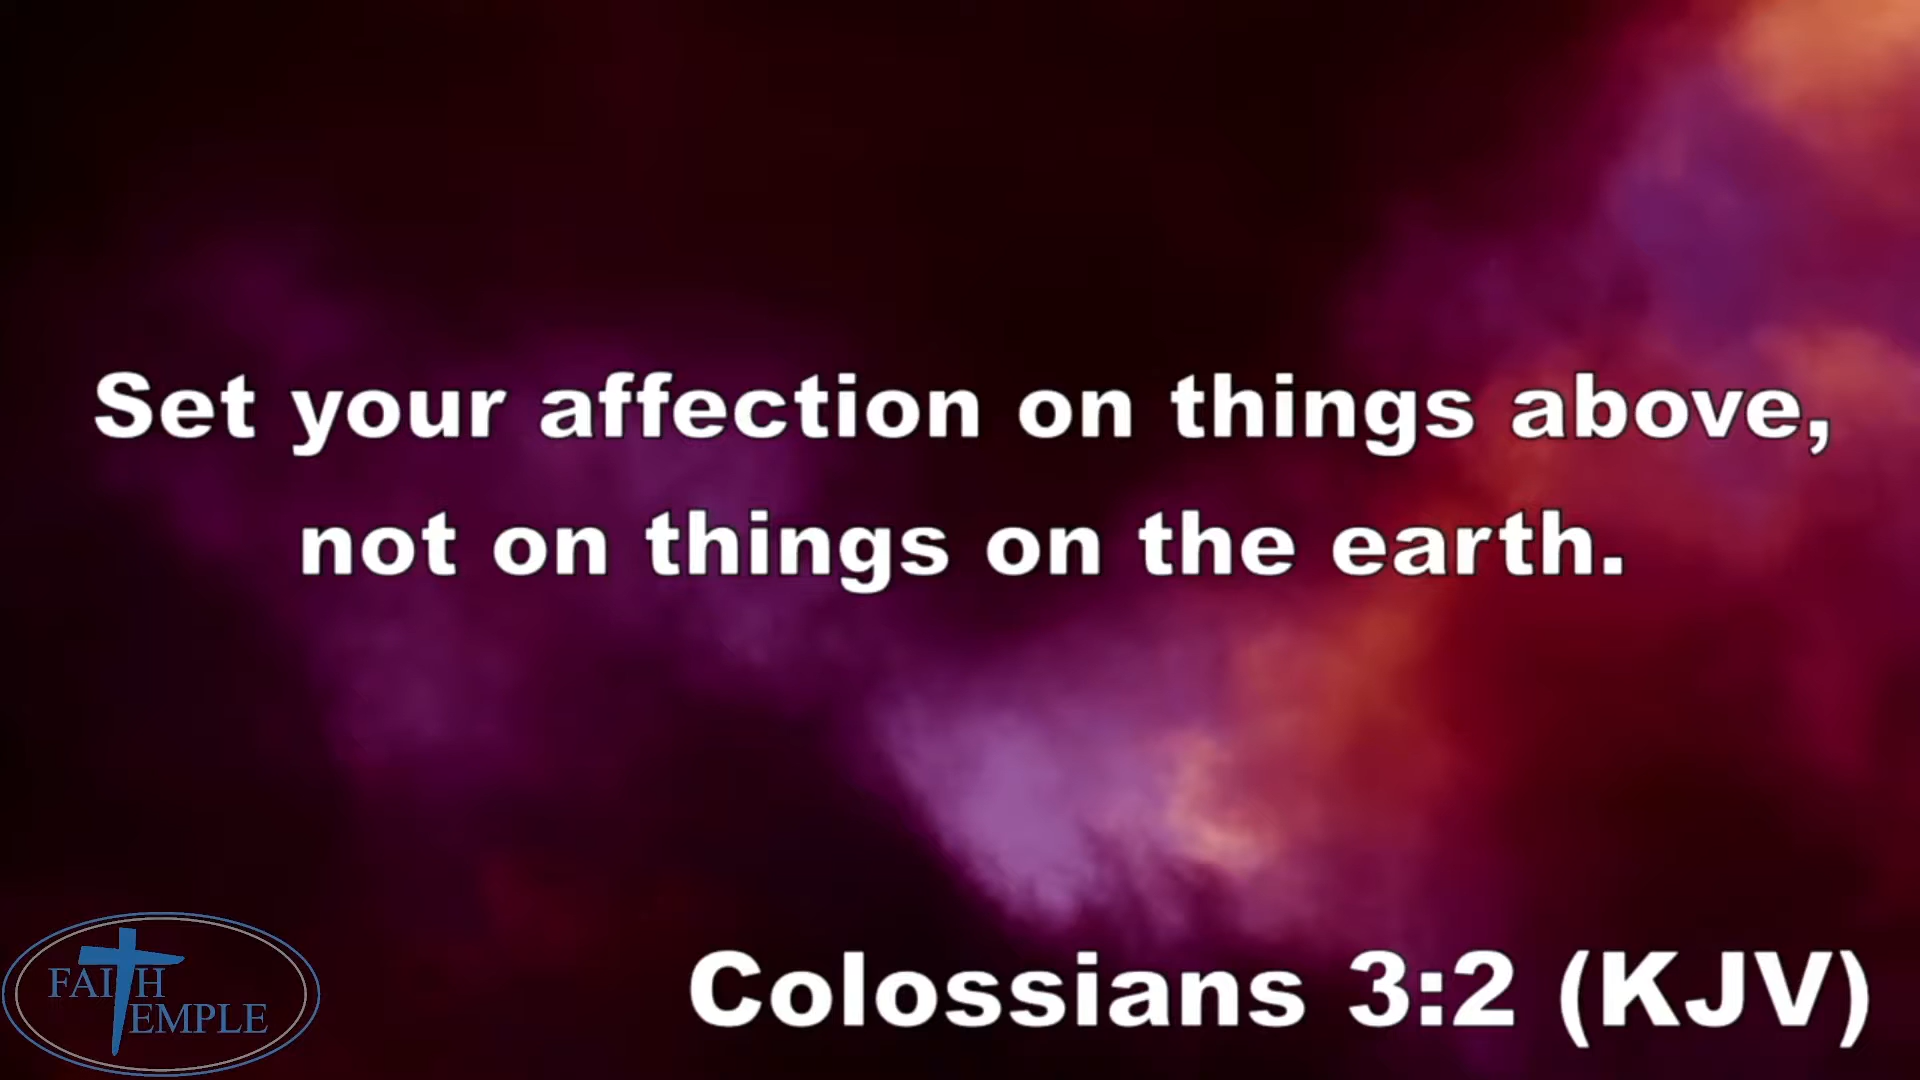 Set your affection on things above,
not on things on the earth.
Colossians 3:2 (KJV)
FAITH
TEMPLE